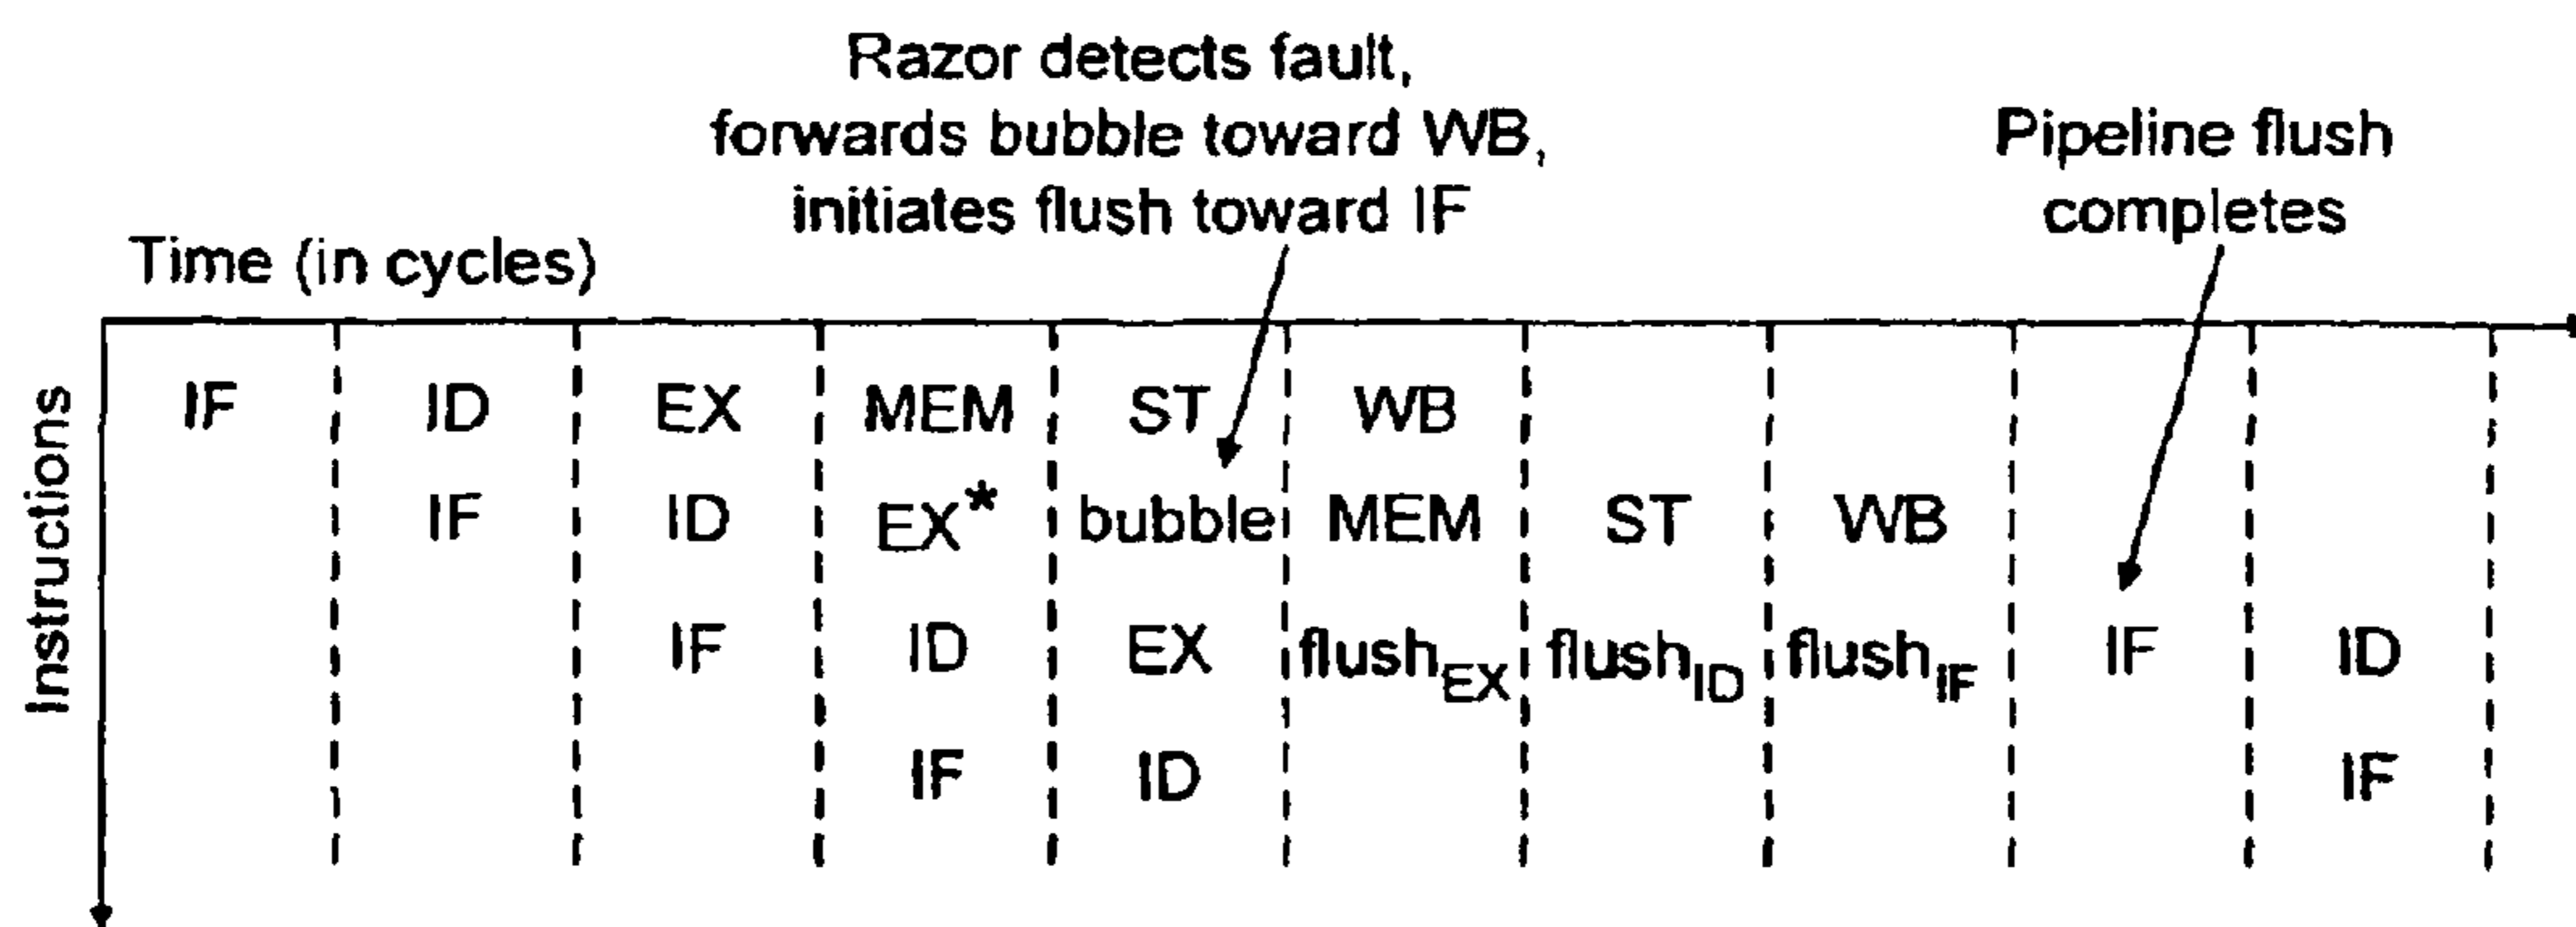 Razor detects fault,
forwards bubble toward WB,
initiates flush toward IF
Pipeline flush
completes
Time (in cycles)
Instructions
IF ID EX MEM ST WB
IF ID EX* bubble MEM ST WB
IF ID EX flushEX flushID flushIF IF ID
IF ID IF